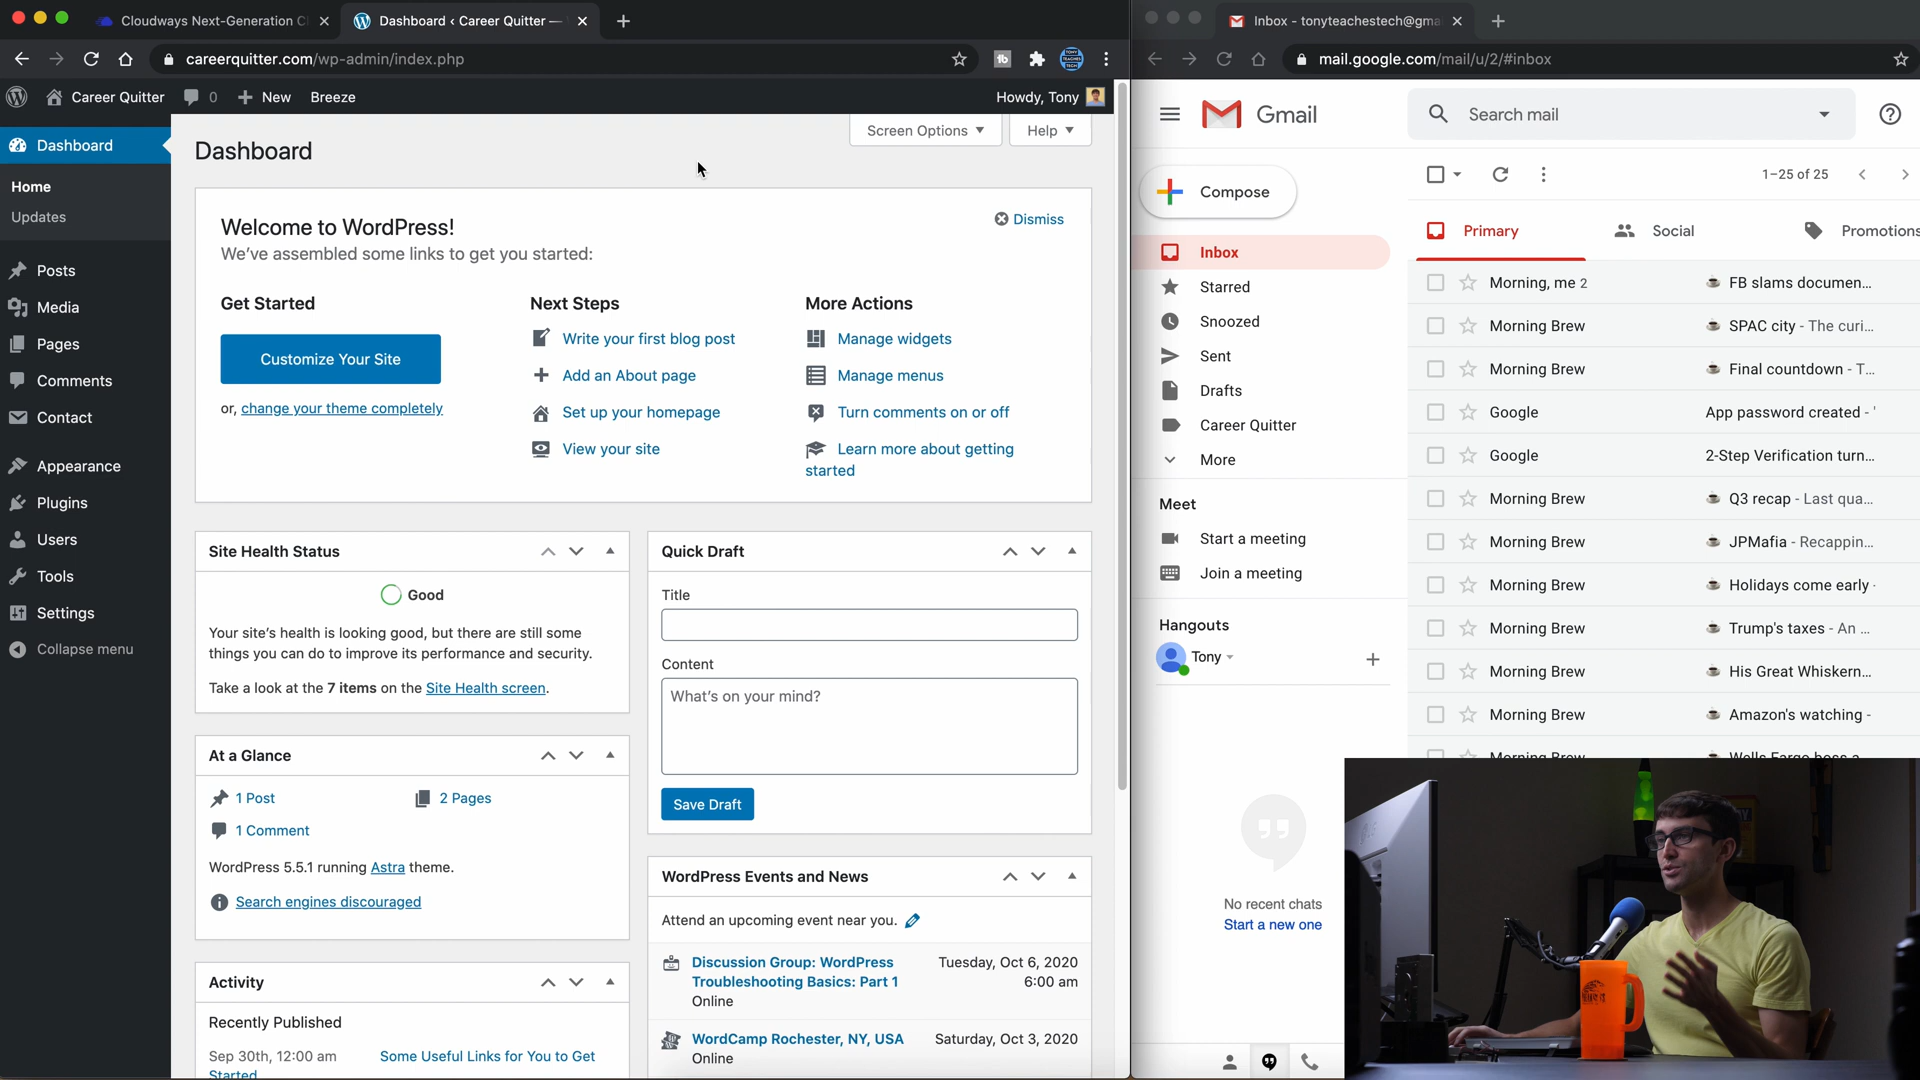 Cloudways Next-Generation C
Dashboard ‹ Career Quitter —
careerquitter.com/wp-admin/index.php
tb
Career Quitter
0
New
Breeze
Howdy, Tony
Dashboard
Home
Updates
Posts
Media
Pages
Comments
Contact
Appearance
Plugins
Users
Tools
Settings
Collapse menu
Screen Options
Help
Dashboard
Welcome to WordPress!
We've assembled some links to get you started:
Dismiss
Get Started
Customize Your Site
or, change your theme completely
Next Steps
Write your first blog post
Add an About page
Set up your homepage
View your site
More Actions
Manage widgets
Manage menus
Turn comments on or off
Learn more about getting
started
Site Health Status
Good
Your site's health is looking good, but there are still some
things you can do to improve its performance and security.
Take a look at the 7 items on the Site Health screen.
At a Glance
1 Post
2 Pages
1 Comment
WordPress 5.5.1 running Astra theme.
Search engines discouraged
Activity
Recently Published
Sep 30th, 12:00 am
Some Useful Links for You to Get
Started
Quick Draft
Title
Content
What's on your mind?
Save Draft
WordPress Events and News
Attend an upcoming event near you.
Discussion Group: WordPress
Troubleshooting Basics: Part 1
Online
Tuesday, Oct 6, 2020
6:00 am
WordCamp Rochester, NY, USA
Online
Saturday, Oct 3, 2020
Inbox - tonyteachestech@gma
mail.google.com/mail/u/2/#inbox
Gmail
Search mail
Compose
Inbox
Starred
Snoozed
Sent
Drafts
Career Quitter
More
Meet
Start a meeting
Join a meeting
Hangouts
Tony
No recent chats
Start a new one
1–25 of 25
Primary
Social
Promotions
Morning, me 2
FB slams documen...
Morning Brew
SPAC city - The curi...
Morning Brew
Final countdown - T...
Google
App password created - '
Google
2-Step Verification turn...
Morning Brew
Q3 recap - Last qua...
Morning Brew
JPMafia - Recappin...
Morning Brew
Holidays come early -
Morning Brew
Trump's taxes - An ...
Morning Brew
His Great Whiskern...
Morning Brew
Amazon's watching -
Morning Brew
Wells Fargo boss a